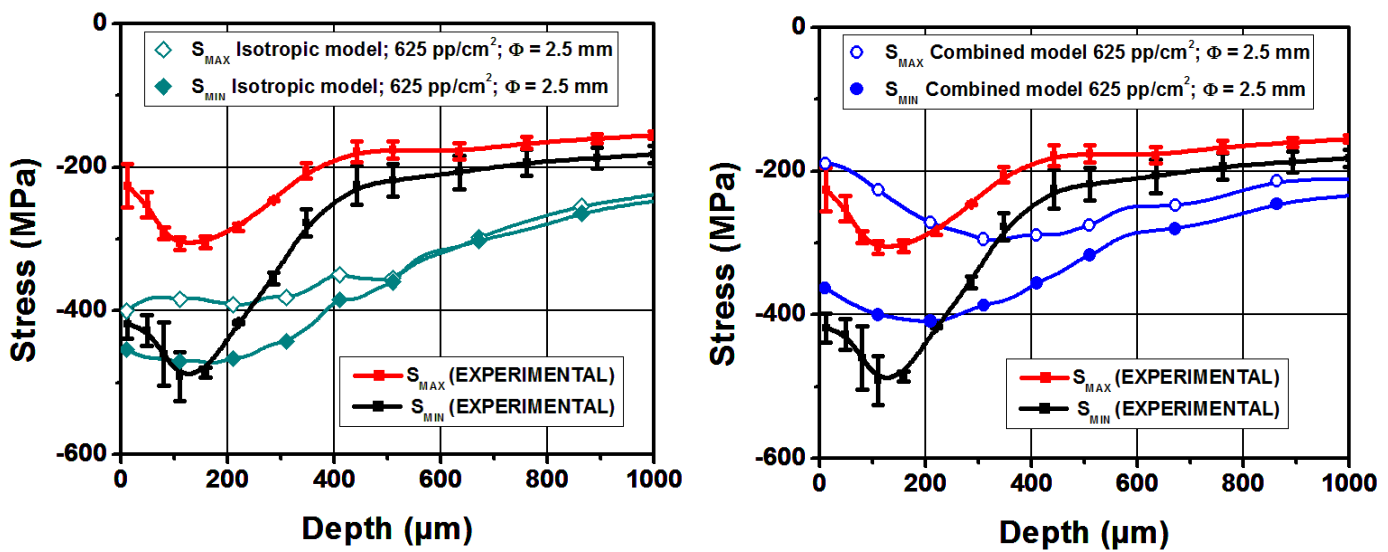 0
-200
-400
-600
Stress (MPa)
S_MAX Isotropic model; 625 pp/cm²; Φ = 2.5 mm
S_MIN Isotropic model; 625 pp/cm²; Φ = 2.5 mm
S_MAX (EXPERIMENTAL)
S_MIN (EXPERIMENTAL)
0 200 400 600 800 1000
Depth (μm)
0
-200
-400
-600
Stress (MPa)
S_MAX Combined model 625 pp/cm²; Φ = 2.5 mm
S_MIN Combined model 625 pp/cm²; Φ = 2.5 mm
S_MAX (EXPERIMENTAL)
S_MIN (EXPERIMENTAL)
0 200 400 600 800 1000
Depth (μm)